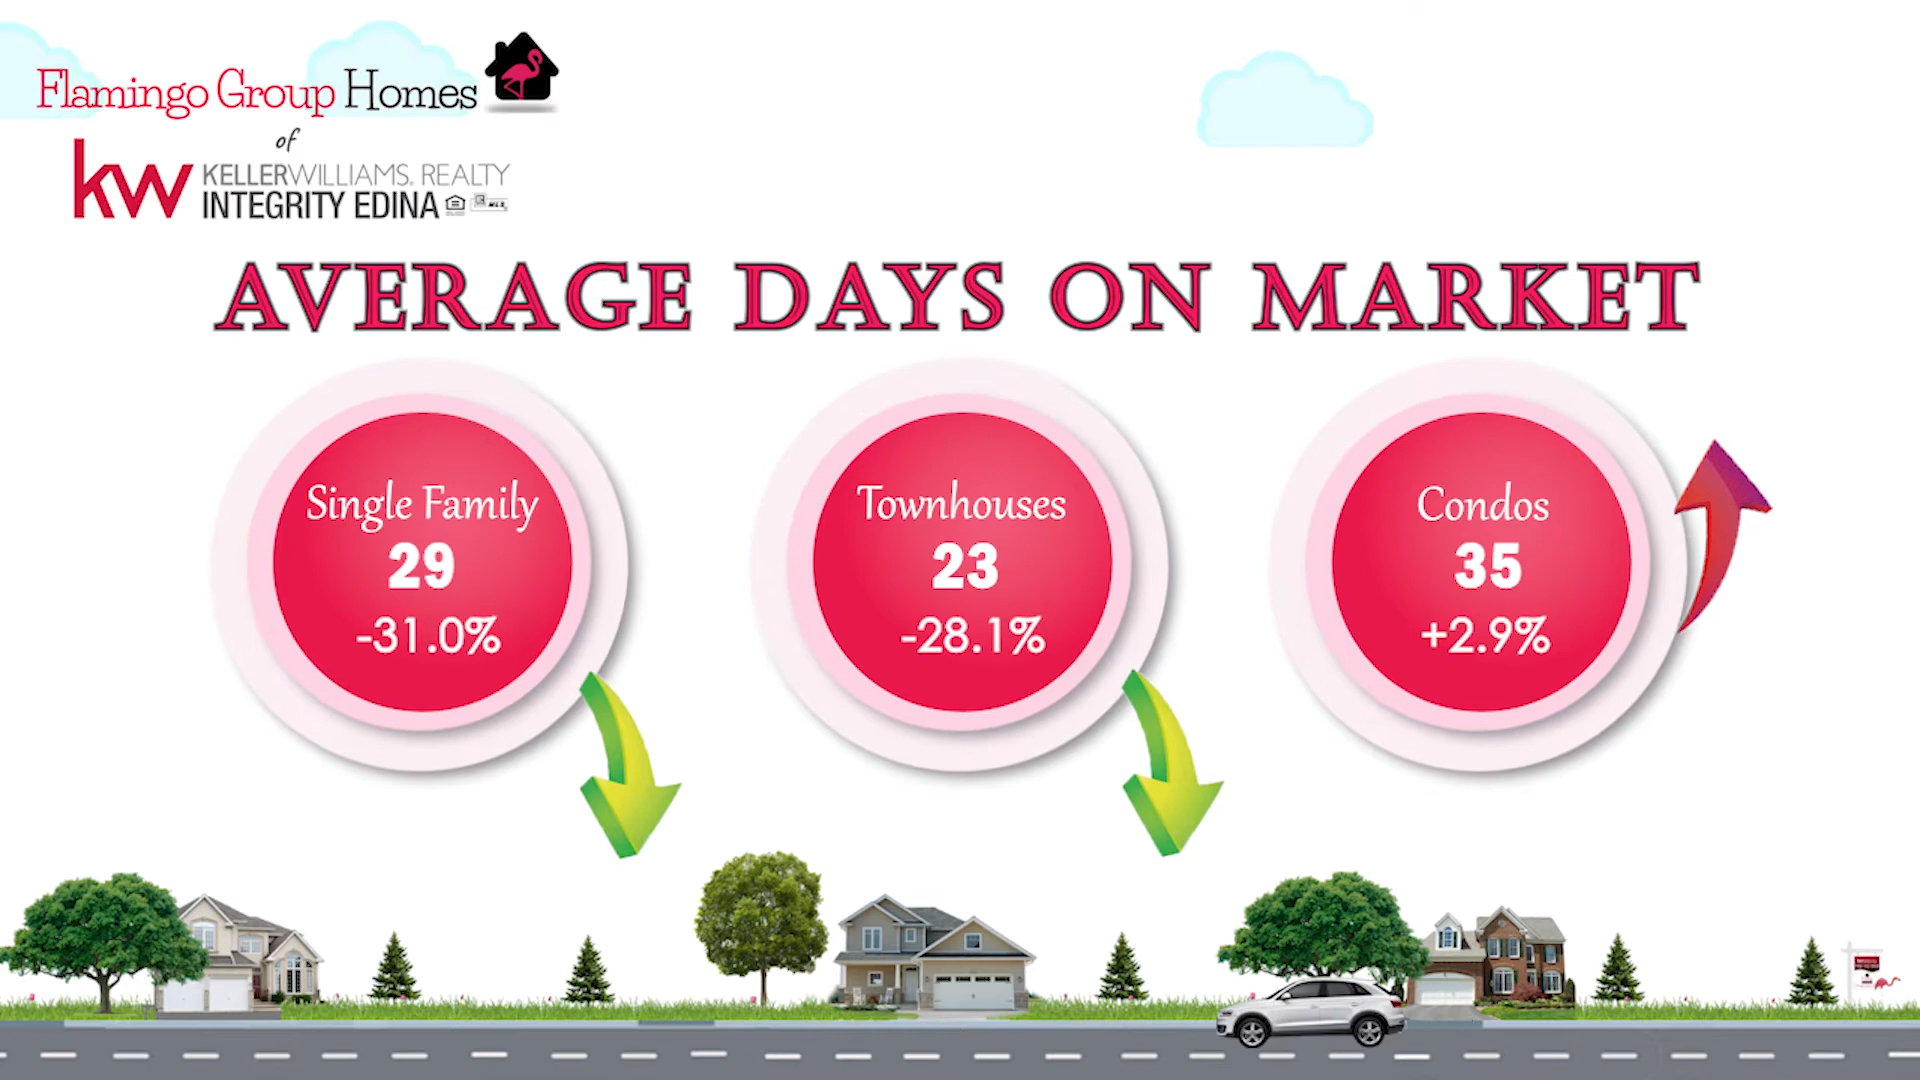 Flamingo Group Homes
of
kw KELLERWILLIAMS. REALTY
INTEGRITY EDINA
AVERAGE DAYS ON MARKET
Single Family
29
-31.0%
Townhouses
23
-28.1%
Condos
35
+2.9%